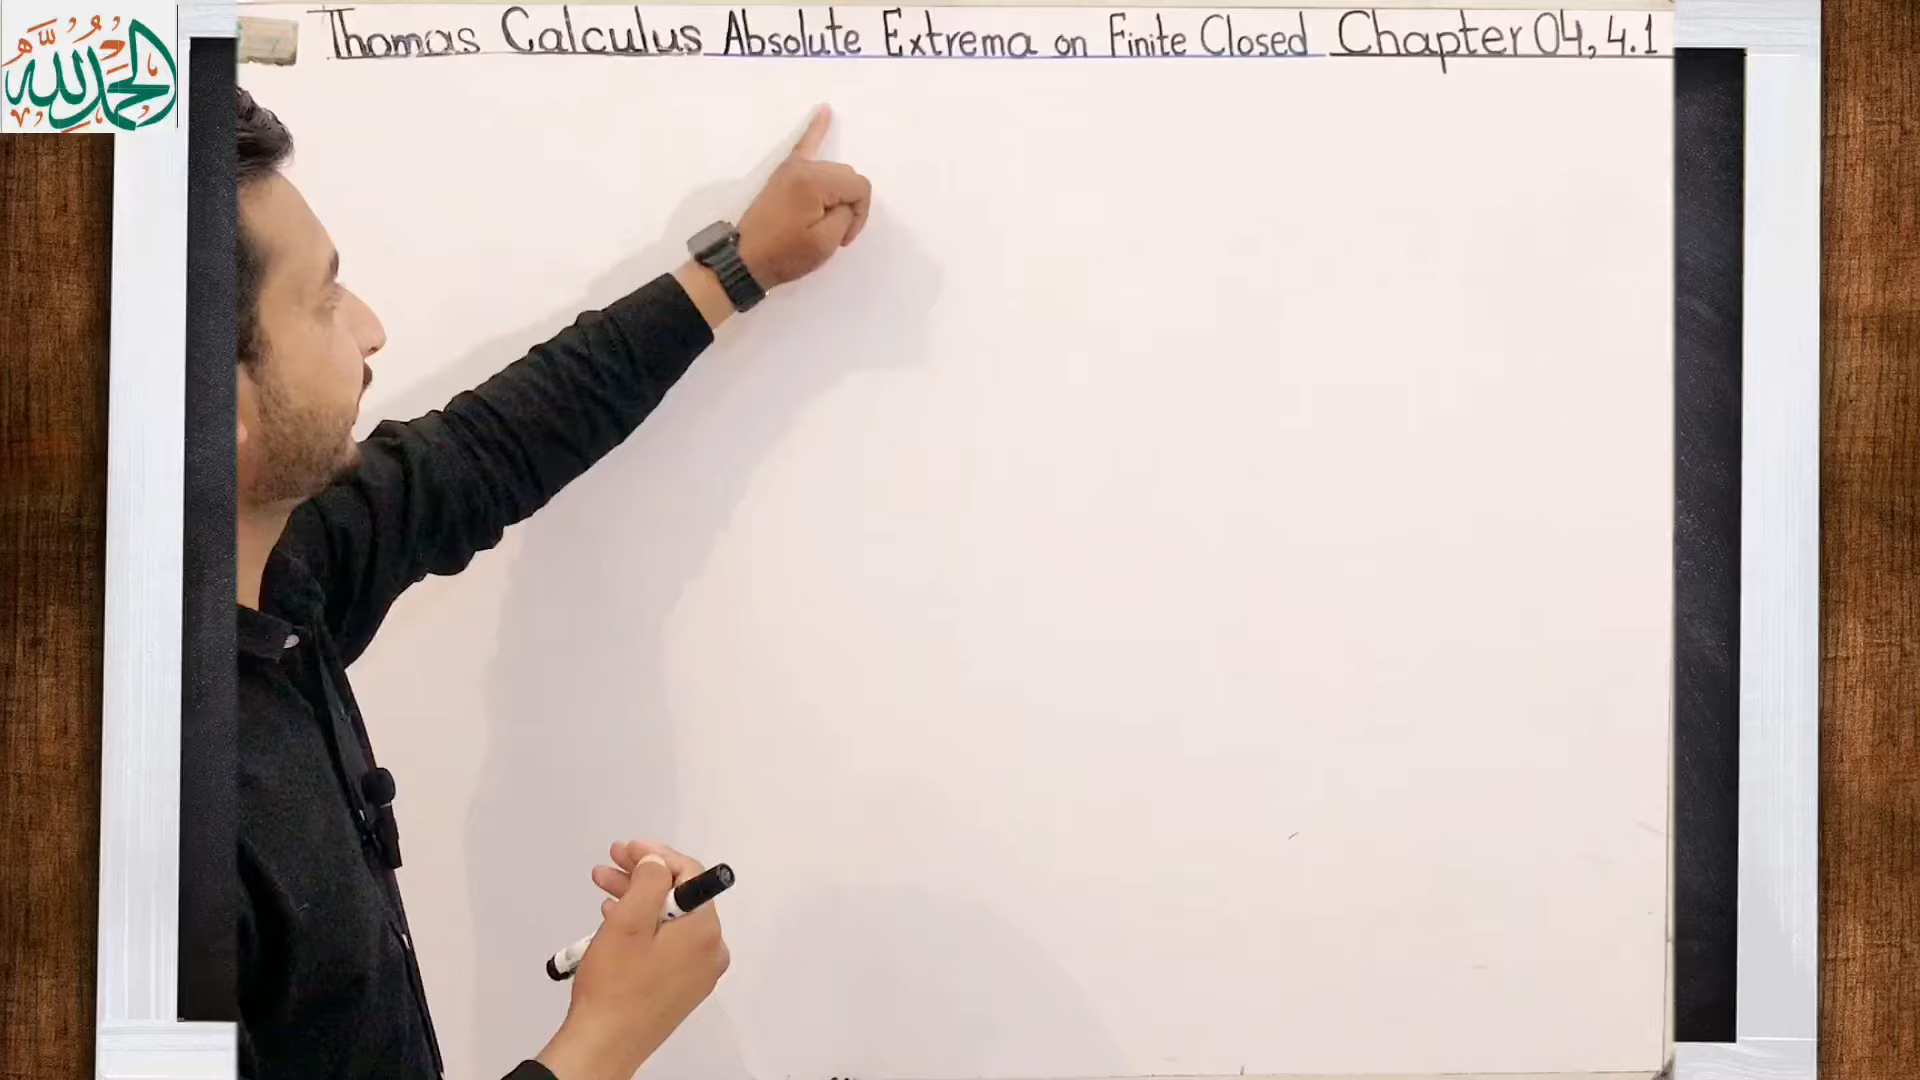 الحمد لله
Thomas Calculus Absolute Extrema on Finite Closed Chapter 04, 4.1